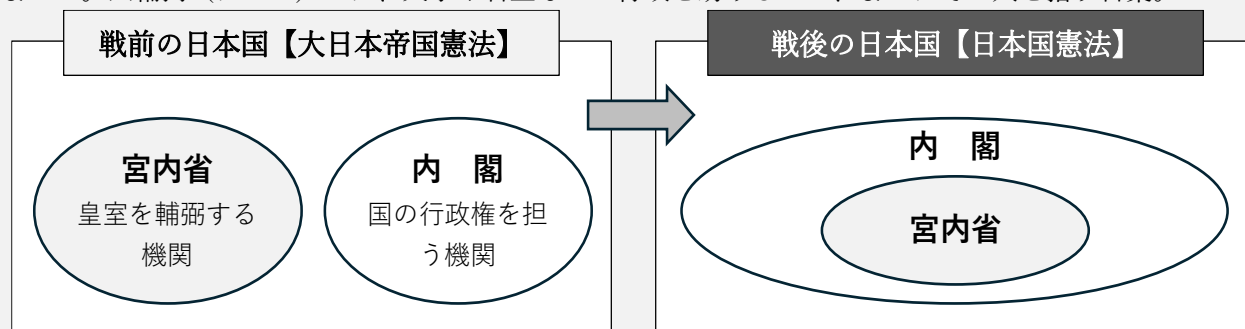 戦前の日本国【大日本帝国憲法】
宮内省
皇室を輔弼する
機関
内　閣
国の行政権を担
う機関
戦後の日本国【日本国憲法】
内　閣
宮内省